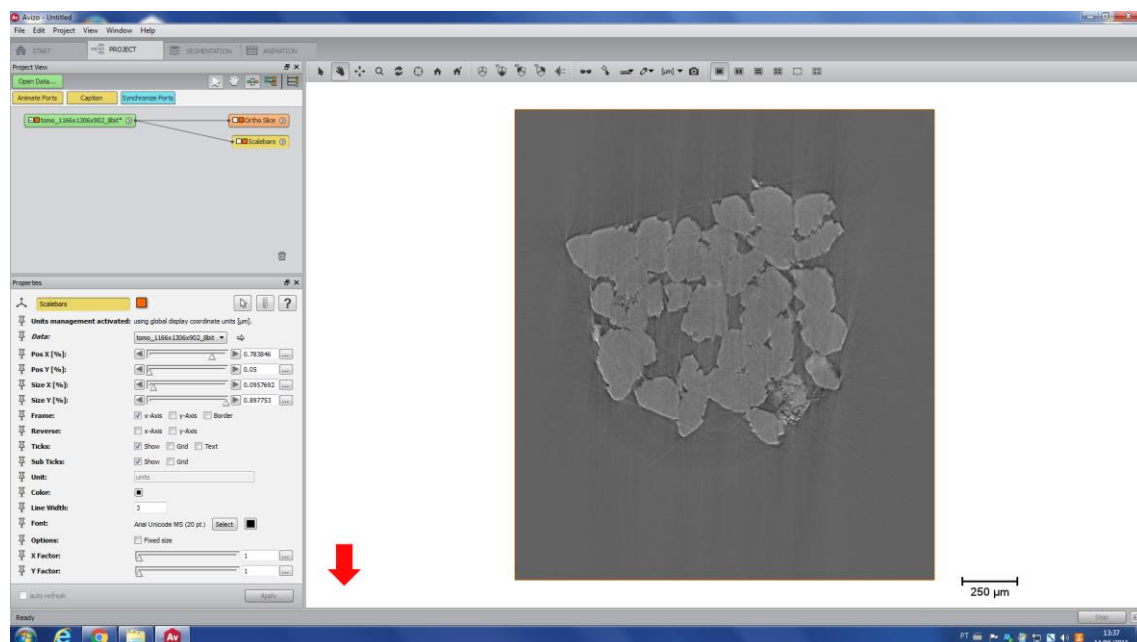 Avizo - Untitled
File Edit Project View Window Help
START PROJECT SEGMENTATION ANIMATION
Project View
Open Data...
Animate Ports Caption Synchronize Ports
tomo_1166x1306x902_8bit* Ortho Slice
Scalebars
Properties
Scalebars ?
Units management activated: using global display coordinate units [µm].
Data: tomo_1166x1306x902_8bit
Pos X [%]: 0.783846 ...
Pos Y [%]: 0.05 ...
Size X [%]: 0.0957692 ...
Size Y [%]: 0.897753 ...
Frame: x-Axis y-Axis Border
Reverse: x-Axis y-Axis
Ticks: Show Grid Text
Sub Ticks: Show Grid
Unit: units
Color:
Line Width: 3
Font: Arial Unicode MS (20 pt.) Select
Options: Fixed size
X Factor: 1 ...
Y Factor: 1 ...
auto-refresh Apply
Ready
[µm]
250 µm
Stop
Av
PT 13:37